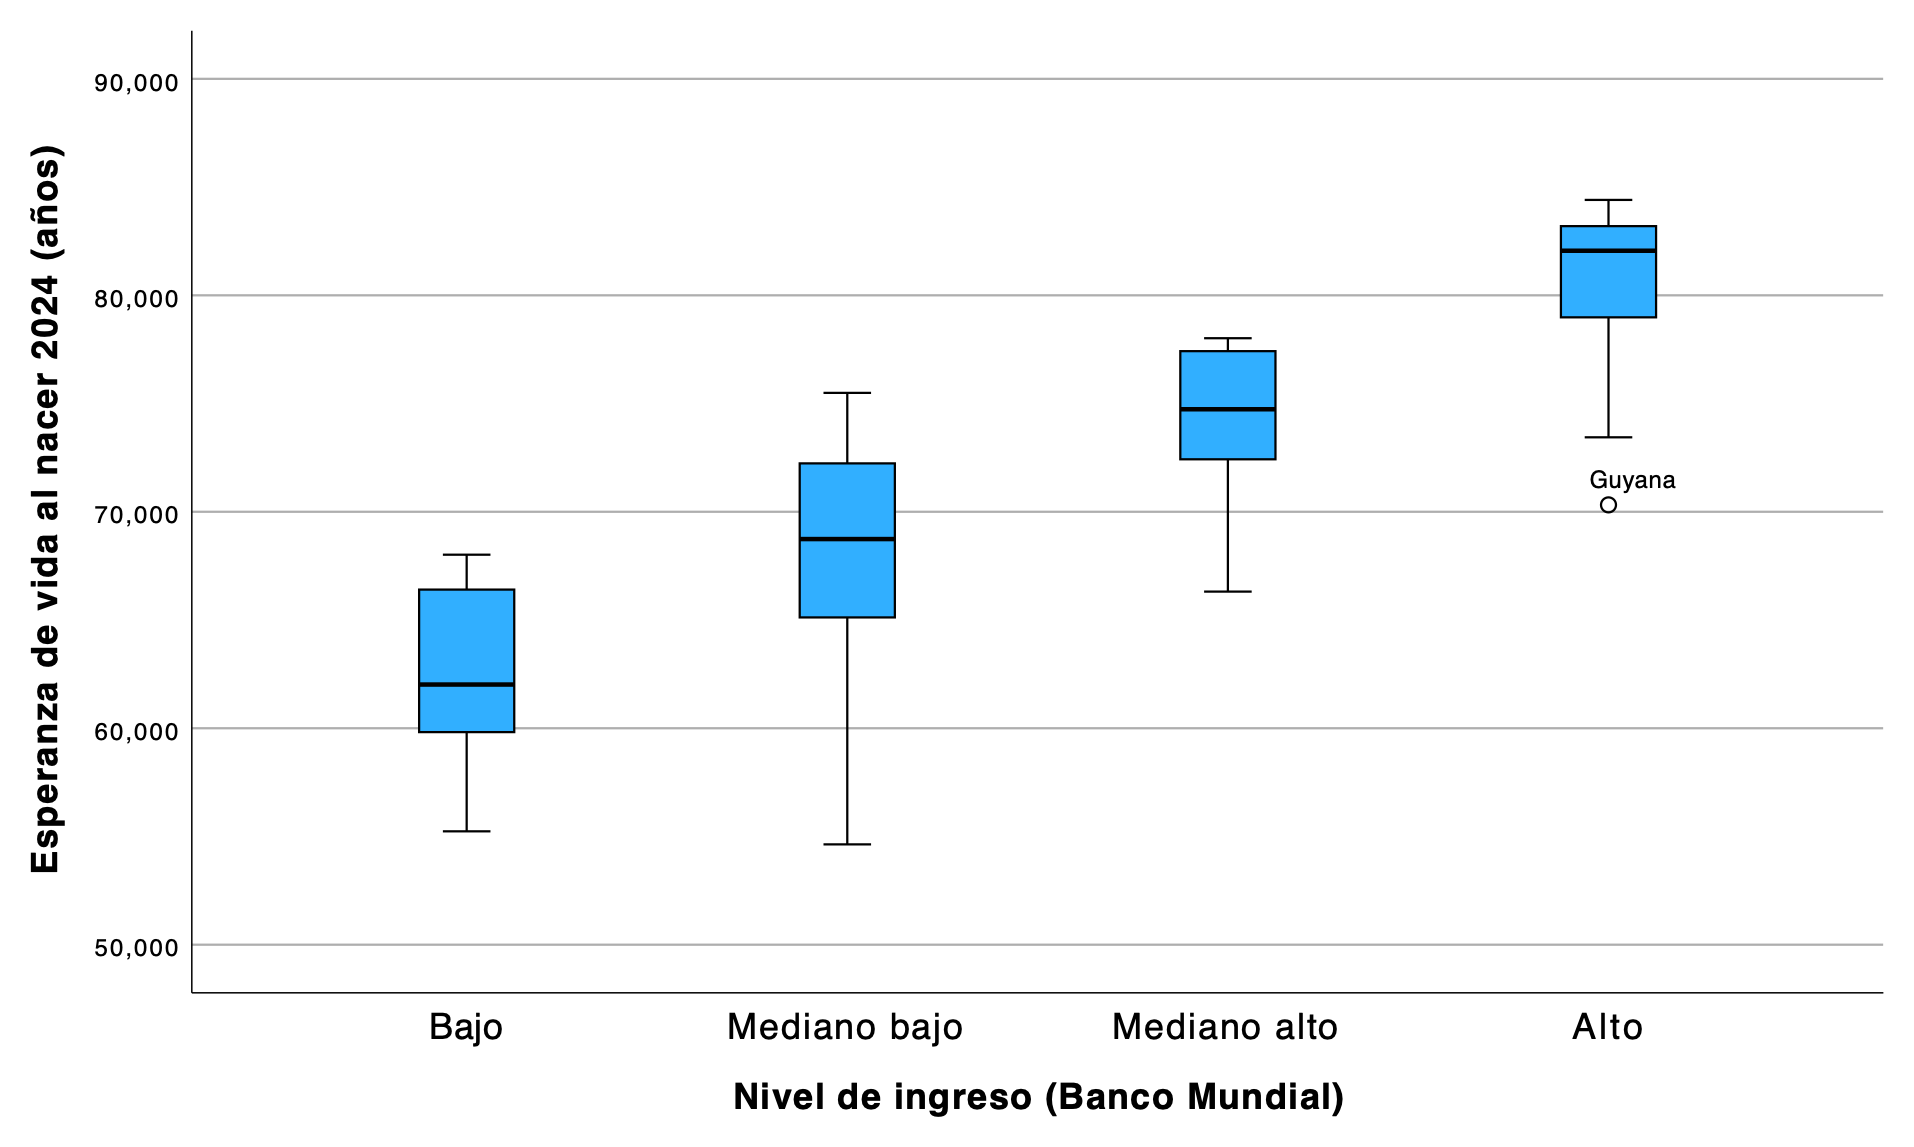 Esperanza de vida al nacer 2024 (años)
90,000
80,000
70,000
60,000
50,000
Guyana
Bajo
Mediano bajo
Mediano alto
Alto
Nivel de ingreso (Banco Mundial)